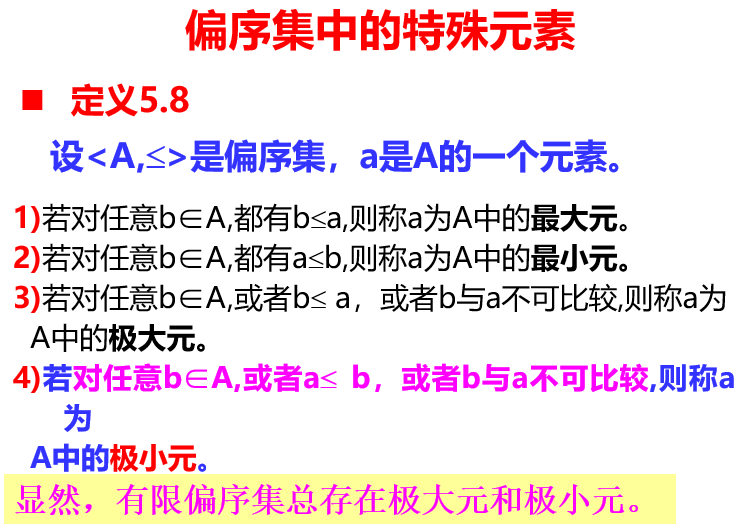 偏序集中的特殊元素
■ 定义5.8
设<A,≤>是偏序集，a是A的一个元素。
1)若对任意b∈A,都有b≤a,则称a为A中的最大元。
2)若对任意b∈A,都有a≤b,则称a为A中的最小元。
3)若对任意b∈A,或者b≤ a，或者b与a不可比较,则称a为
A中的极大元。
4)若对任意b∈A,或者a≤ b，或者b与a不可比较,则称a
为
A中的极小元。
显然，有限偏序集总存在极大元和极小元。